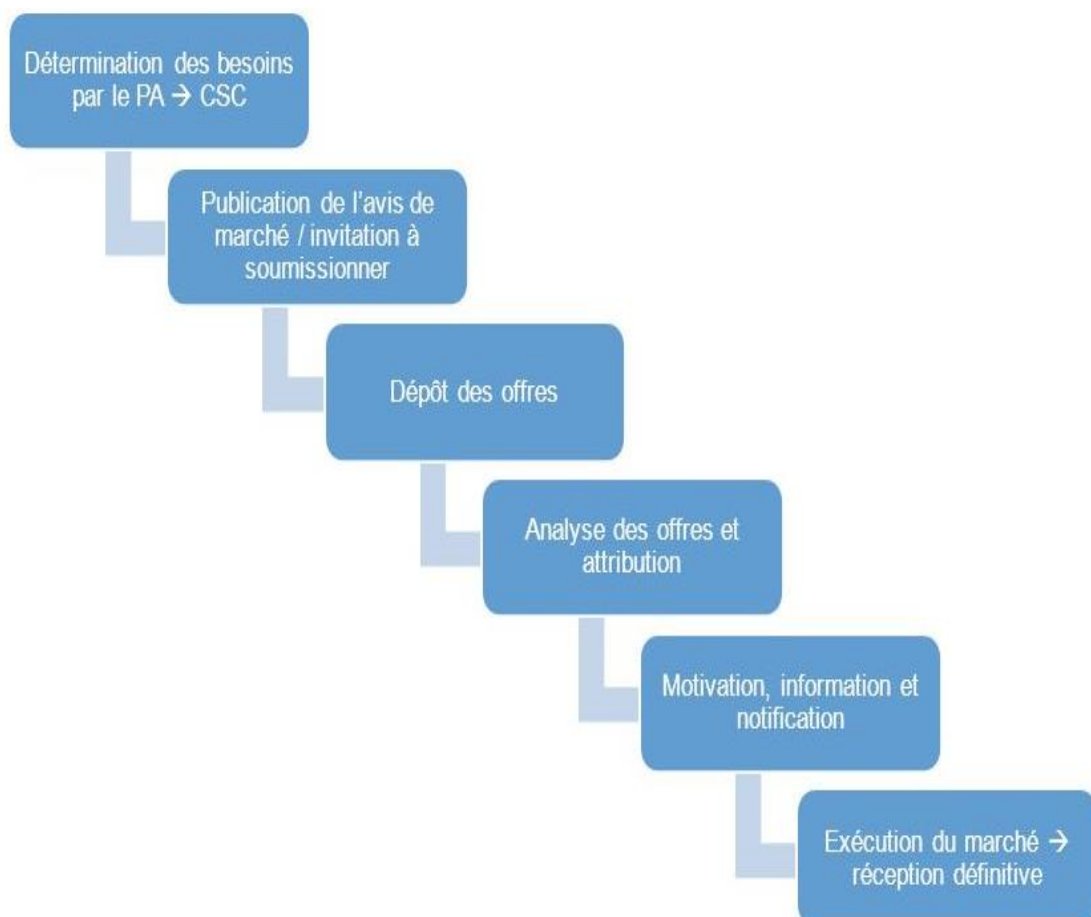 Détermination des besoins
par le PA → CSC
Publication de l'avis de
marché / invitation à
soumissionner
Dépôt des offres
Analyse des offres et
attribution
Motivation, information et
notification
Exécution du marché →
réception définitive